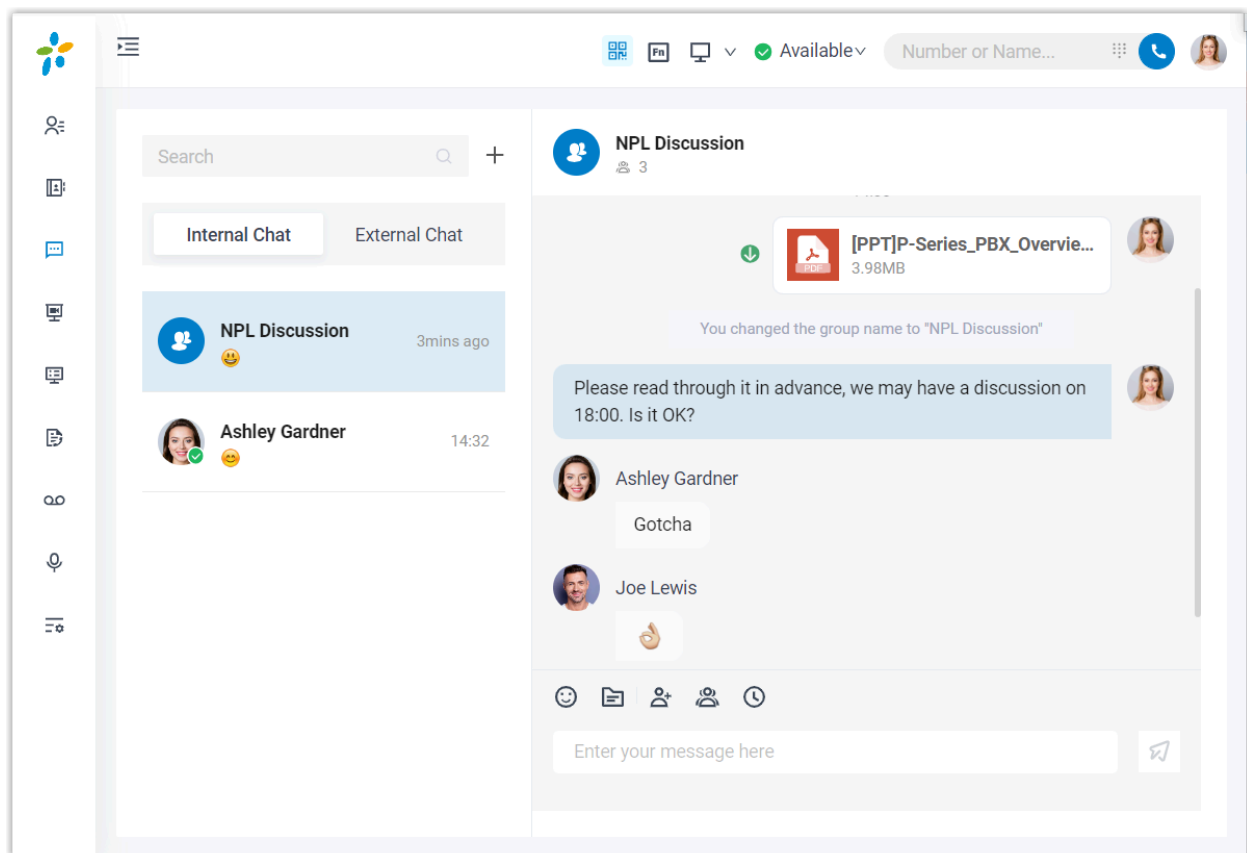 Fn
Available
Number or Name...
Search
Internal Chat
External Chat
NPL Discussion
3mins ago
Ashley Gardner
14:32
NPL Discussion
3
[PPT]P-Series_PBX_Overvie...
PDF
3.98MB
You changed the group name to "NPL Discussion"
Please read through it in advance, we may have a discussion on
18:00. Is it OK?
Ashley Gardner
Gotcha
Joe Lewis
Enter your message here